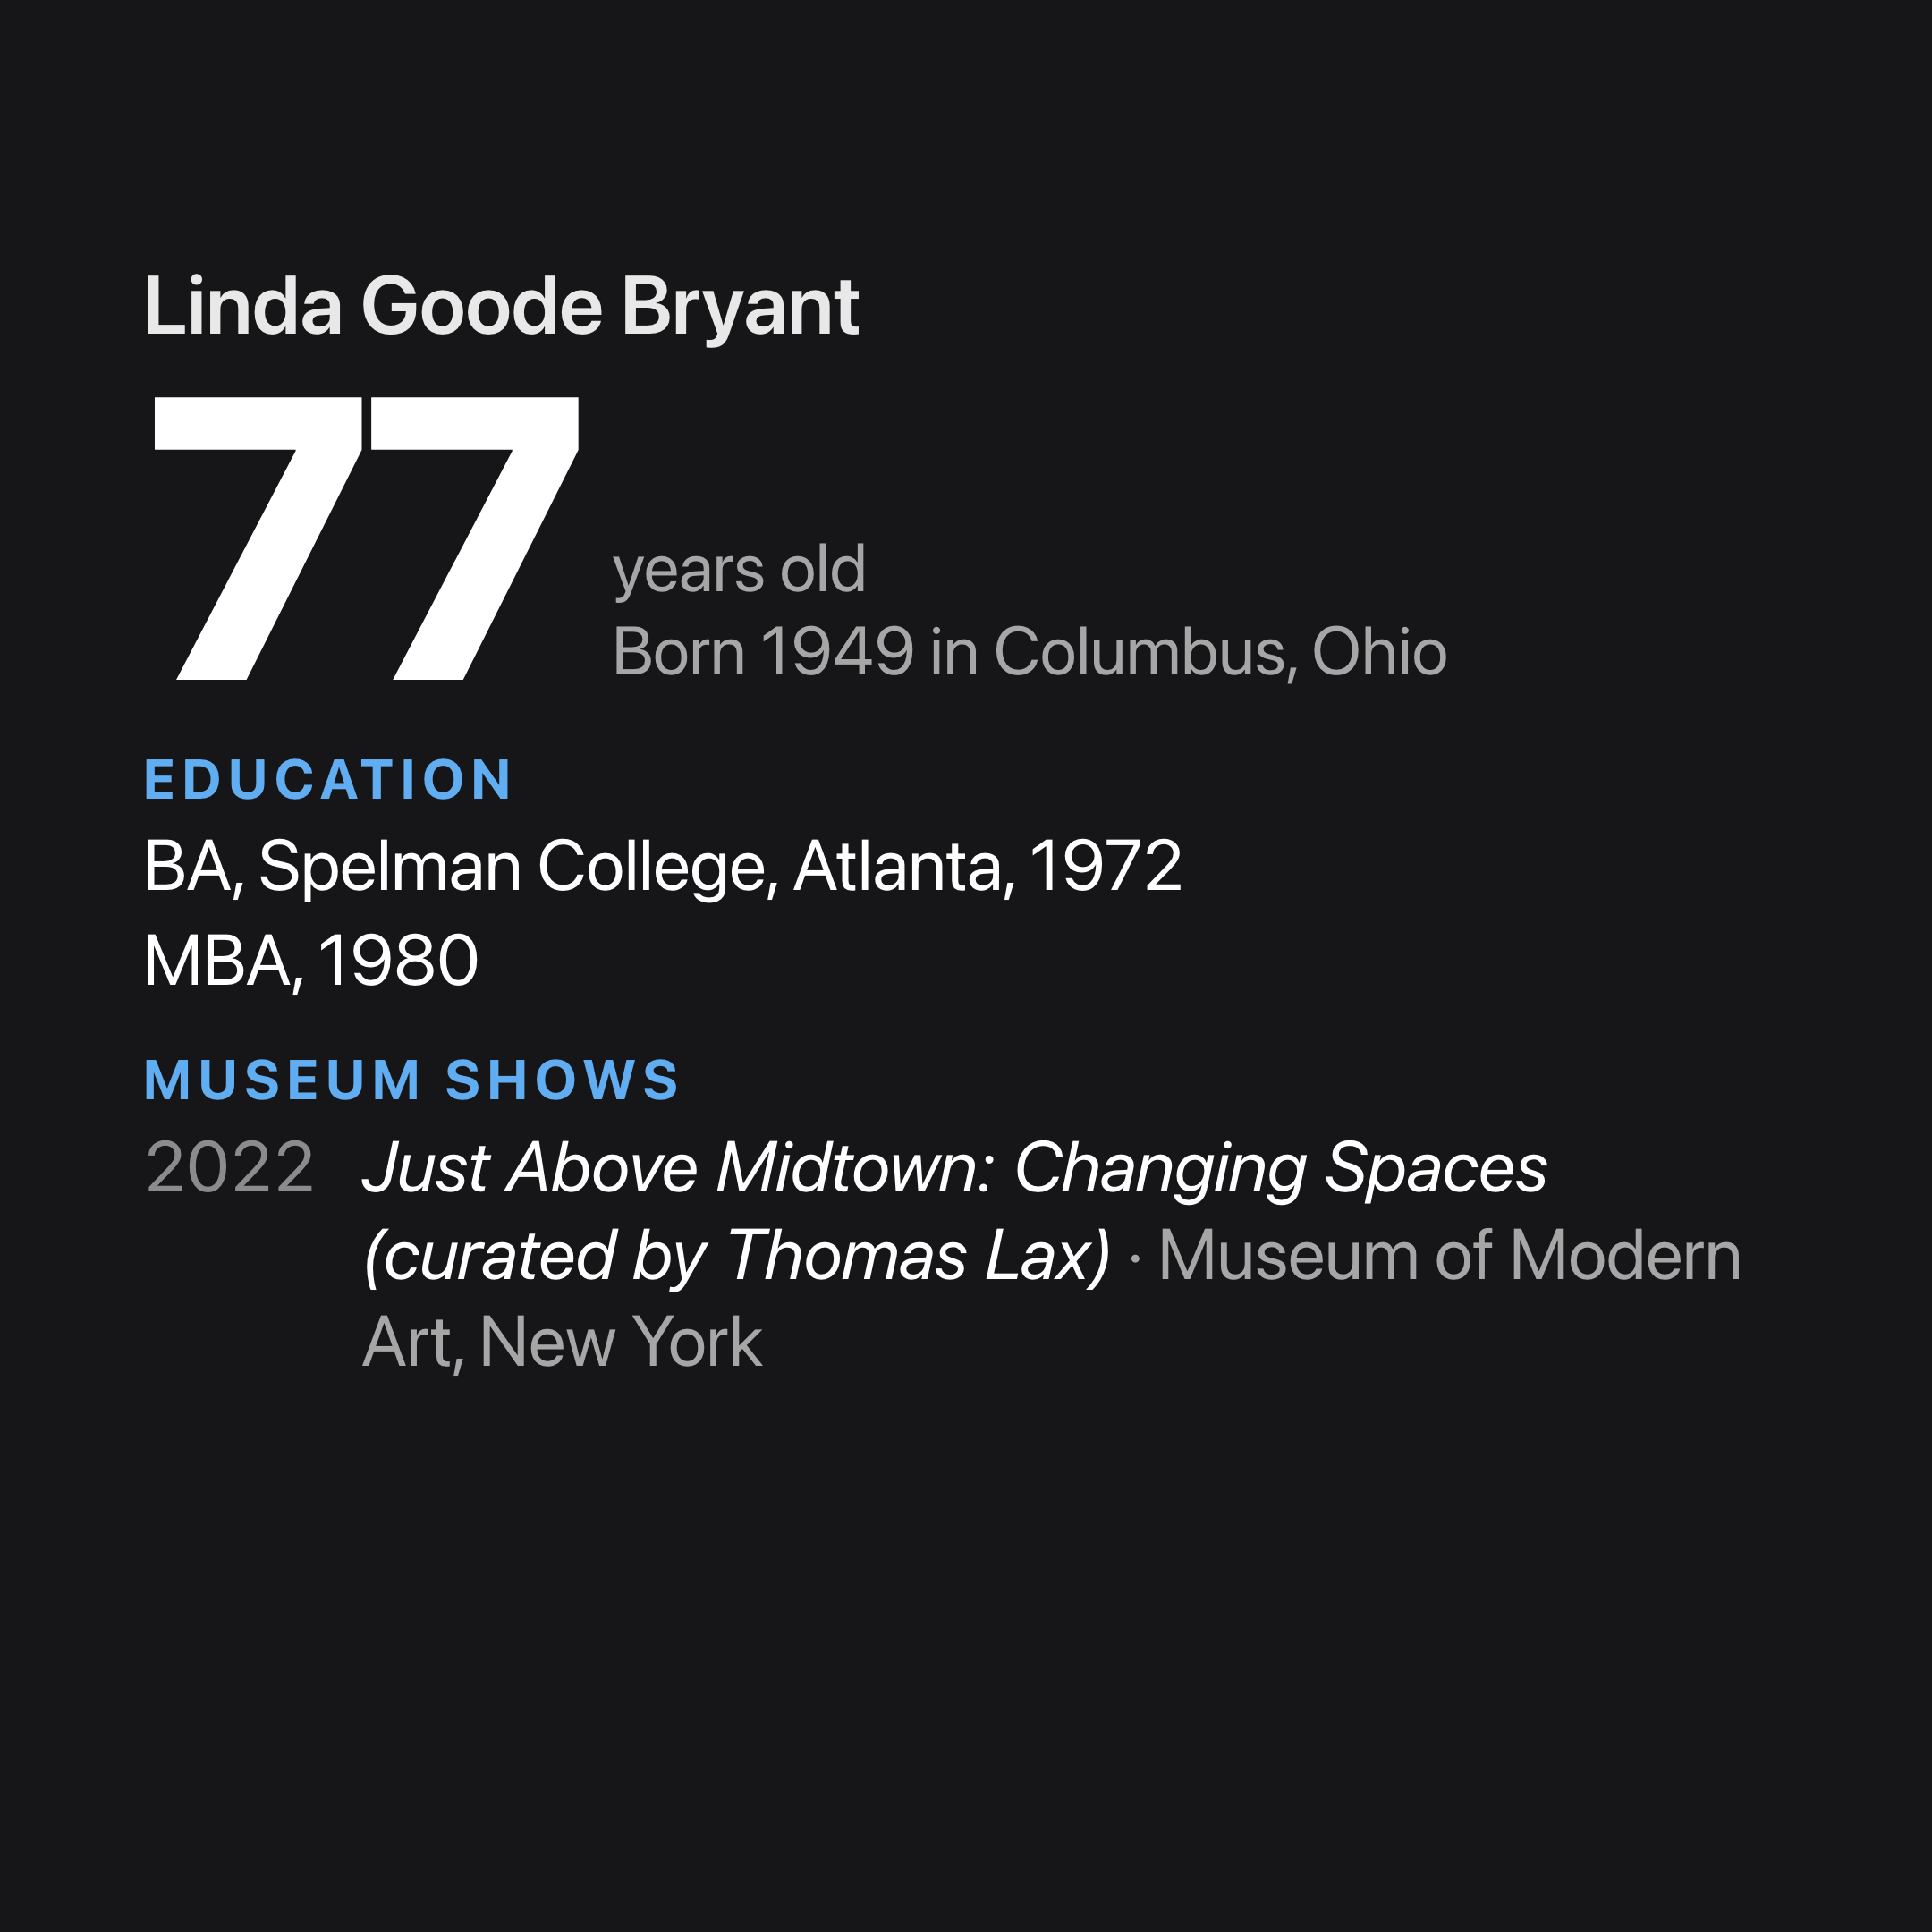 Linda Goode Bryant
77
years old
Born 1949 in Columbus, Ohio
EDUCATION
BA, Spelman College, Atlanta, 1972
MBA, 1980
MUSEUM SHOWS
2022 Just Above Midtown: Changing Spaces
(curated by Thomas Lax) · Museum of Modern
Art, New York